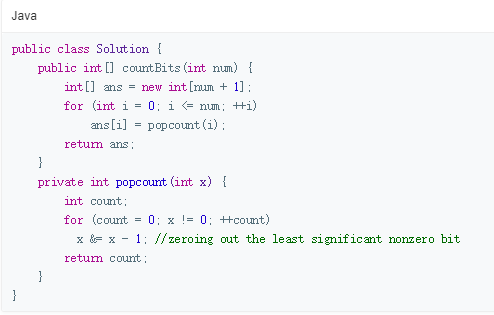 Java
public class Solution {
    public int[] countBits(int num) {
        int[] ans = new int[num + 1];
        for (int i = 0; i <= num; ++i)
            ans[i] = popcount(i);
        return ans;
    }
    private int popcount(int x) {
        int count;
        for (count = 0; x != 0; ++count)
          x &= x - 1; //zeroing out the least significant nonzero bit
        return count;
    }
}